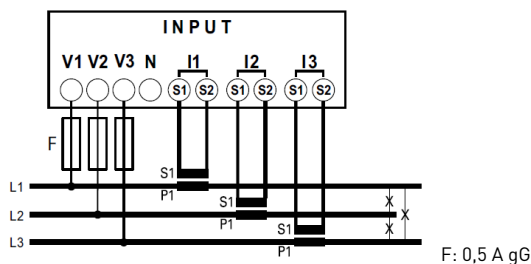 INPUT
V1 V2 V3 N I1 I2 I3
S1 S2 S1 S2 S1 S2
F
S1
L1
P1
S1
L2
P1
S1
L3
P1
X
X
X
F: 0,5 A gG